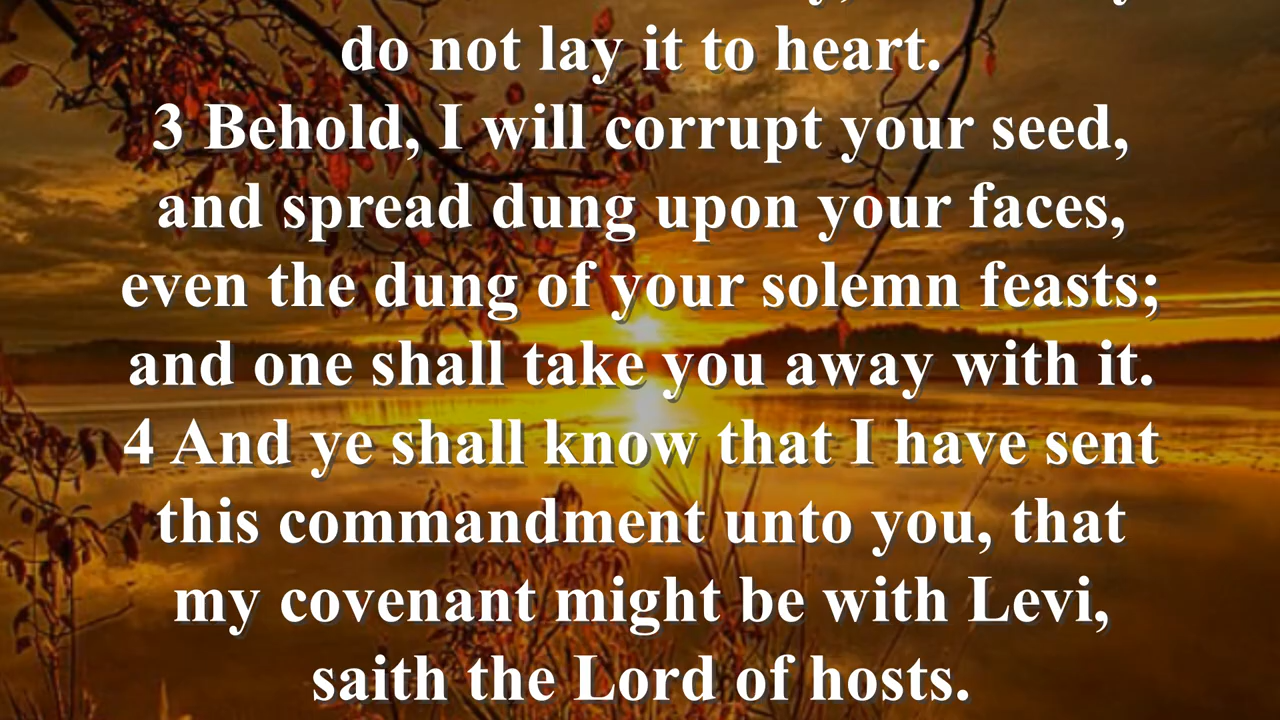 do not lay it to heart.
3 Behold, I will corrupt your seed,
and spread dung upon your faces,
even the dung of your solemn feasts;
and one shall take you away with it.
4 And ye shall know that I have sent
this commandment unto you, that
my covenant might be with Levi,
saith the Lord of hosts.